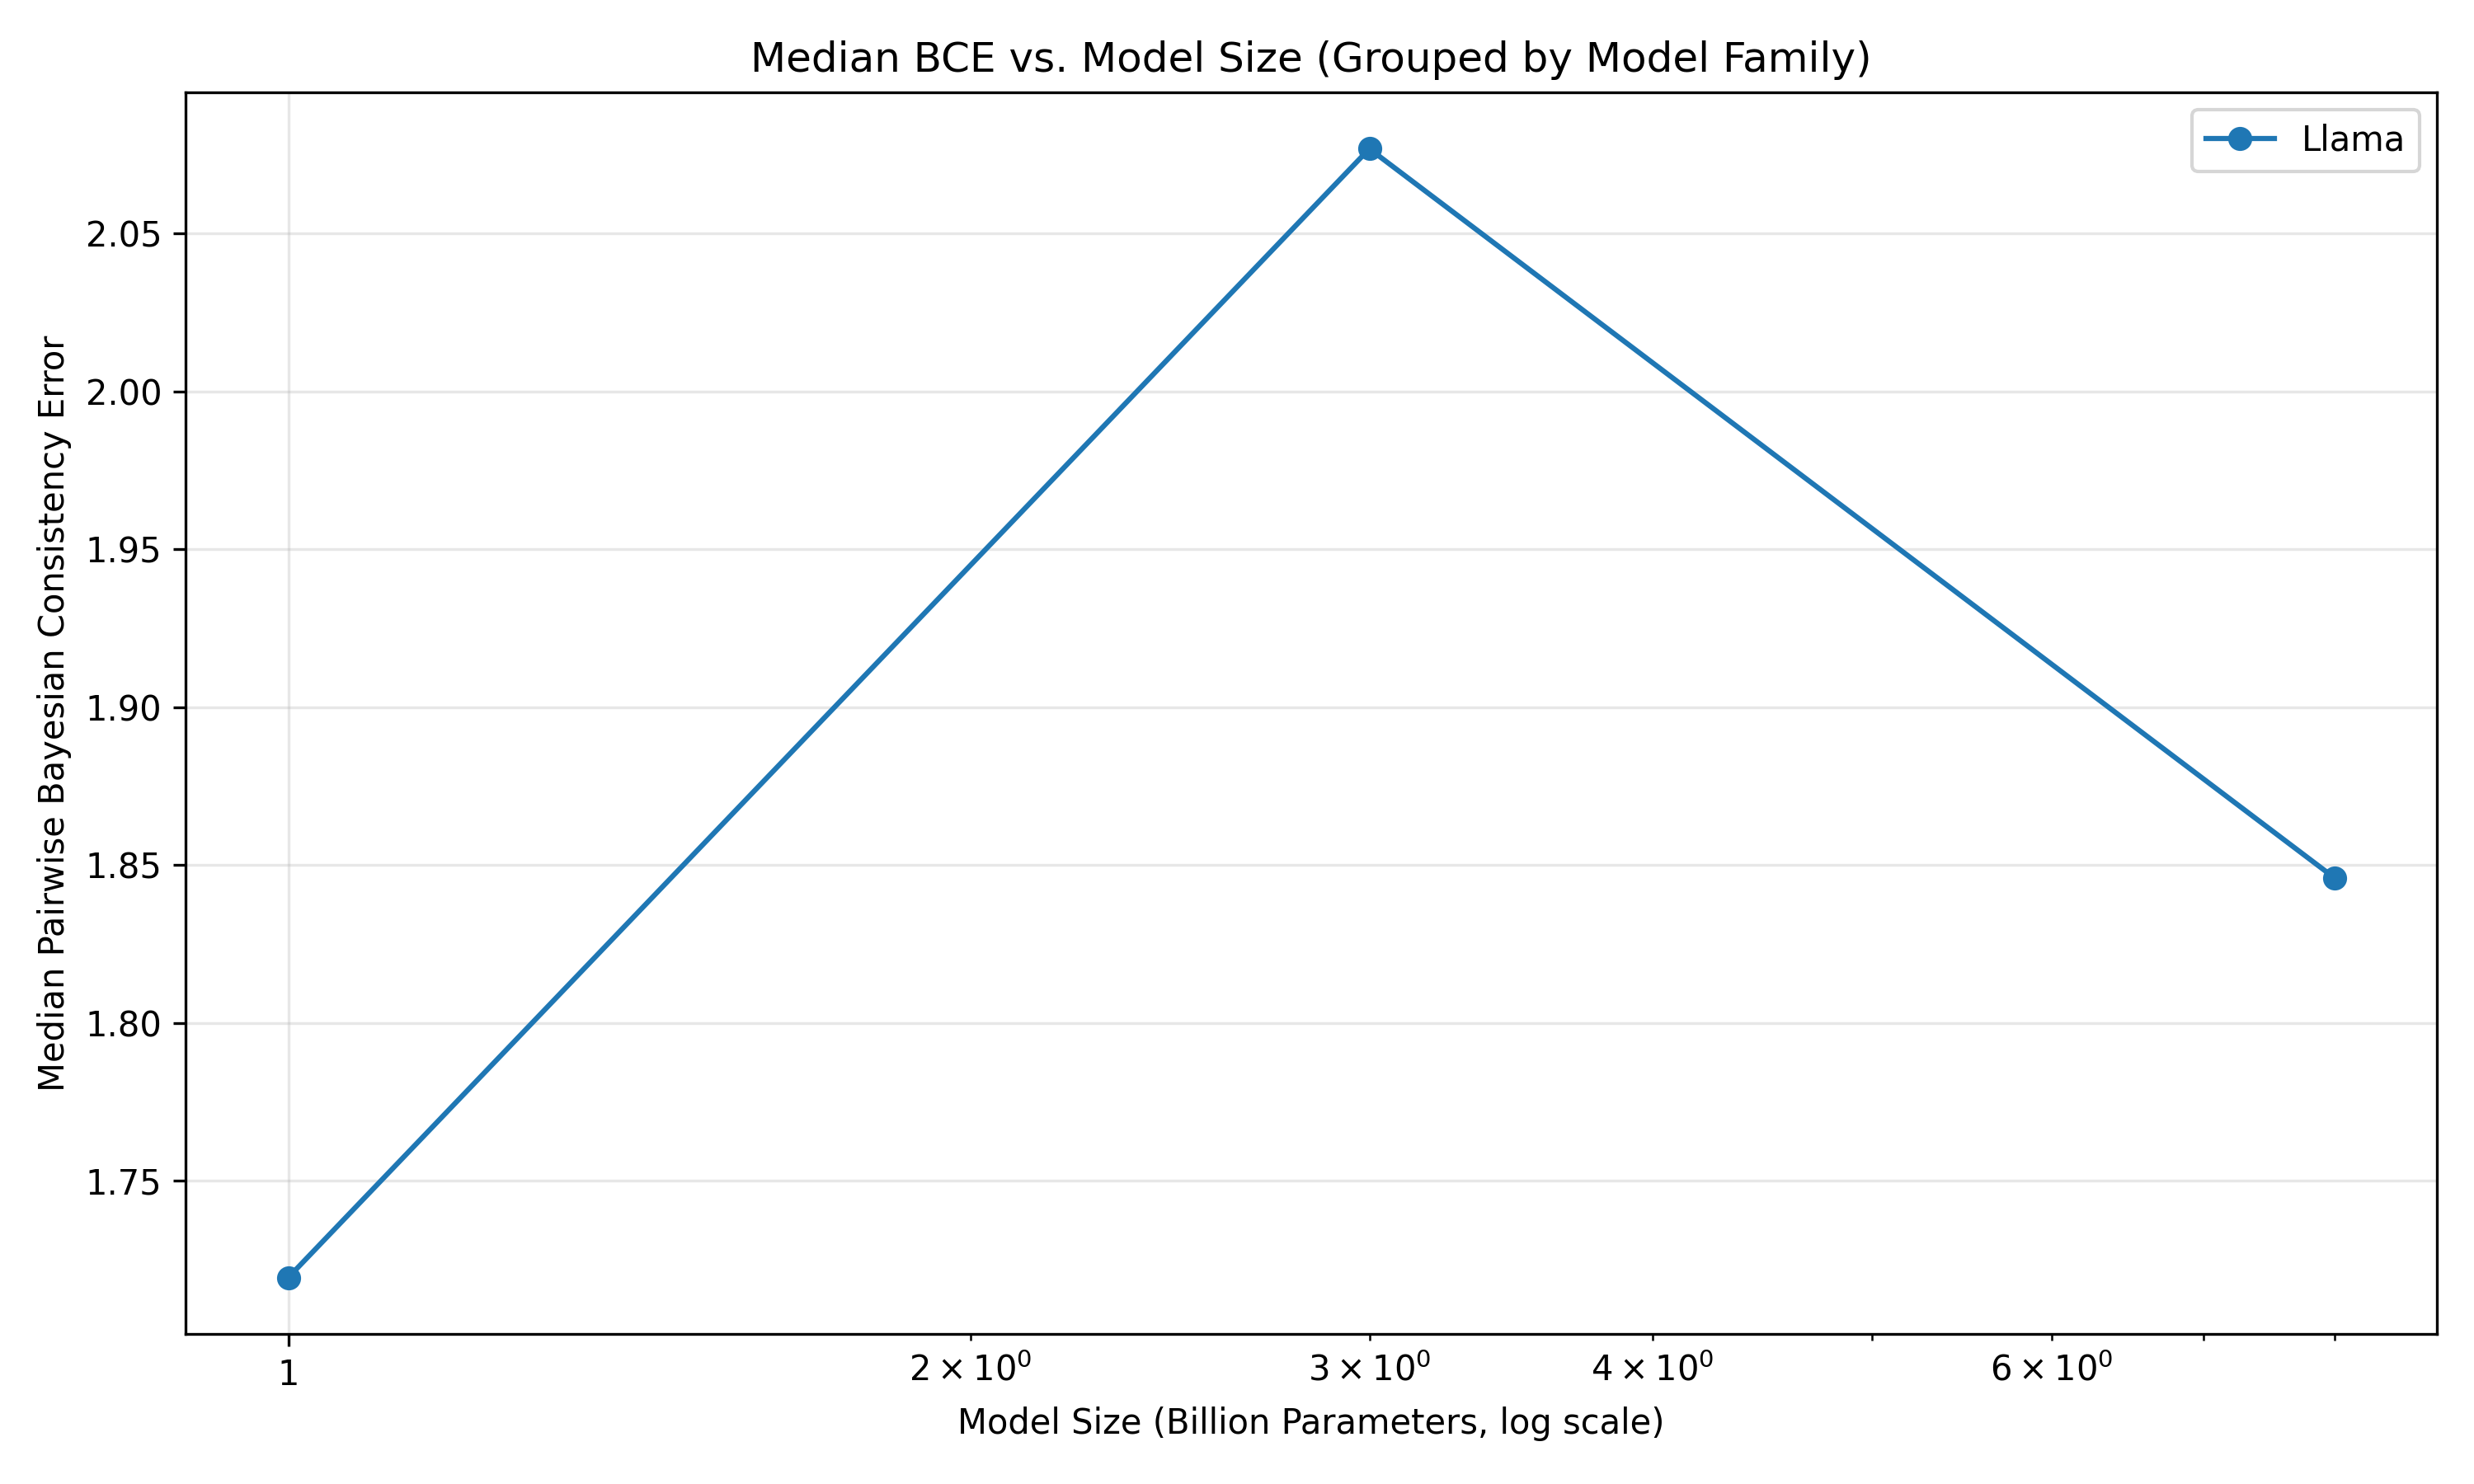 Median BCE vs. Model Size (Grouped by Model Family)
Llama
Median Pairwise Bayesian Consistency Error
2.05
2.00
1.95
1.90
1.85
1.80
1.75
1
2 × 10⁰
3 × 10⁰
4 × 10⁰
6 × 10⁰
Model Size (Billion Parameters, log scale)